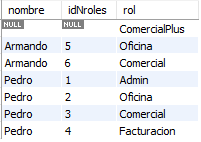 nombre idNroles rol
NULL NULL ComercialPlus
Armando 5 Oficina
Armando 6 Comercial
Pedro 1 Admin
Pedro 2 Oficina
Pedro 3 Comercial
Pedro 4 Facturacion